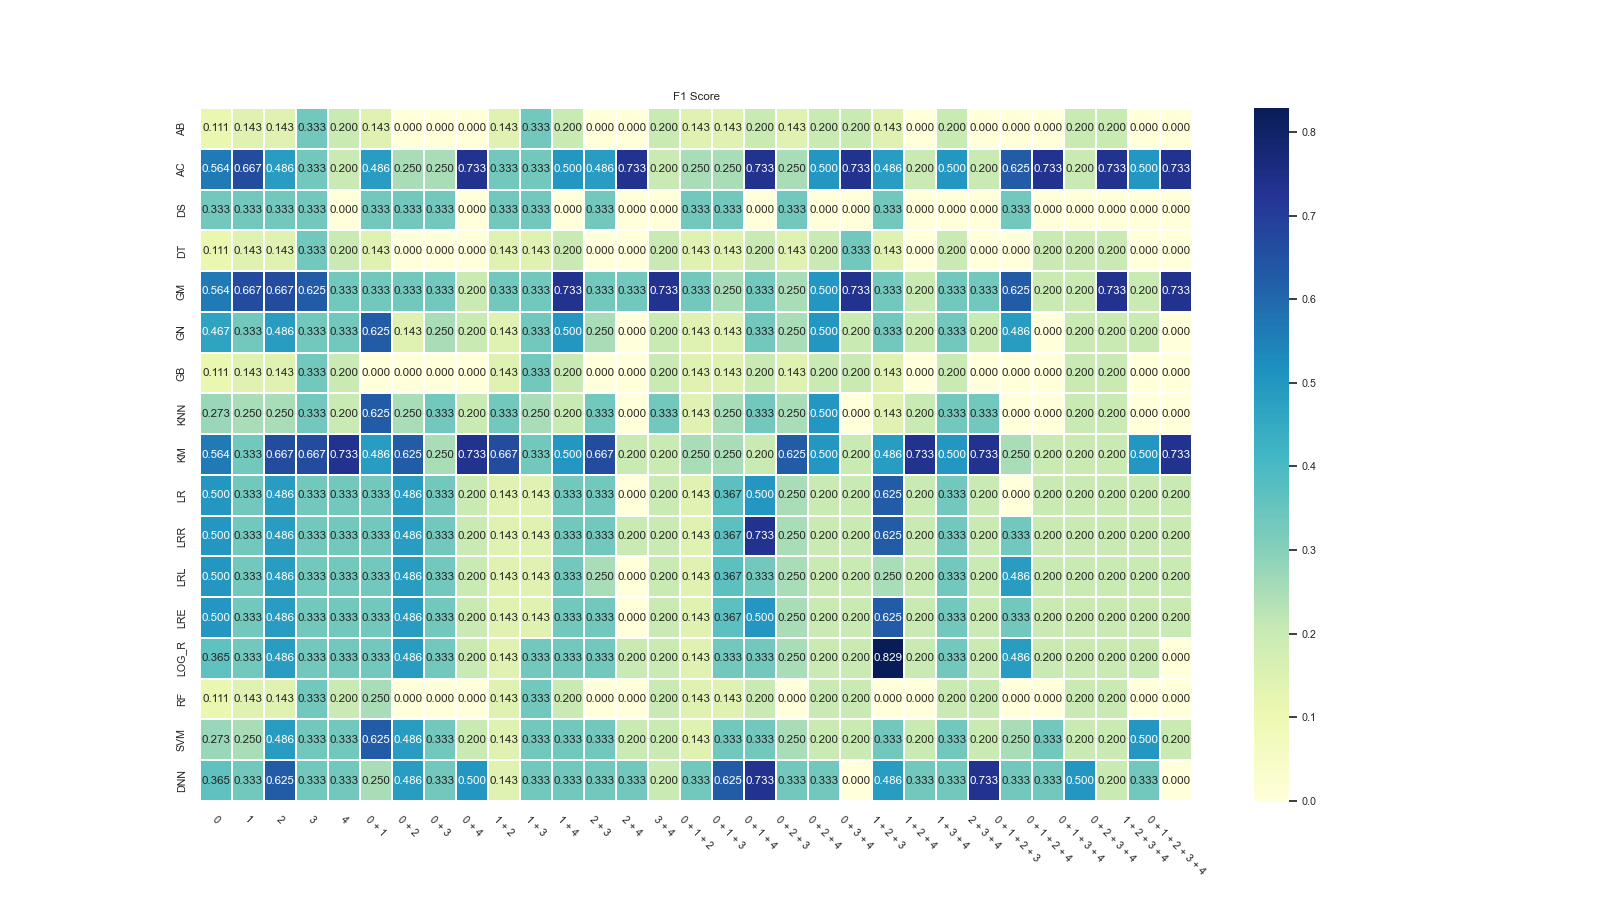 F1 Score
AB 0.111 0.143 0.143 0.333 0.200 0.143 0.000 0.000 0.000 0.143 0.333 0.200 0.000 0.000 0.200 0.143 0.143 0.200 0.143 0.200 0.200 0.143 0.000 0.200 0.000 0.000 0.000 0.200 0.200 0.000 0.000
AC 0.564 0.667 0.486 0.333 0.200 0.486 0.250 0.250 0.733 0.333 0.333 0.500 0.486 0.733 0.200 0.250 0.250 0.733 0.250 0.500 0.733 0.486 0.200 0.500 0.200 0.625 0.733 0.200 0.733 0.500 0.733
DS 0.333 0.333 0.333 0.333 0.000 0.333 0.333 0.333 0.000 0.333 0.333 0.000 0.333 0.000 0.000 0.333 0.333 0.000 0.333 0.000 0.000 0.333 0.000 0.000 0.000 0.333 0.000 0.000 0.000 0.000 0.000
DT 0.111 0.143 0.143 0.333 0.200 0.143 0.000 0.000 0.000 0.143 0.143 0.200 0.000 0.000 0.200 0.143 0.143 0.200 0.143 0.200 0.333 0.143 0.000 0.200 0.000 0.000 0.200 0.200 0.200 0.000 0.000
GM 0.564 0.667 0.667 0.625 0.333 0.333 0.333 0.333 0.200 0.333 0.333 0.733 0.333 0.333 0.733 0.333 0.250 0.333 0.250 0.500 0.733 0.333 0.200 0.333 0.333 0.625 0.200 0.200 0.733 0.200 0.733
GN 0.467 0.333 0.486 0.333 0.333 0.625 0.143 0.250 0.200 0.143 0.333 0.500 0.250 0.000 0.200 0.143 0.143 0.333 0.250 0.500 0.200 0.333 0.200 0.333 0.200 0.486 0.000 0.200 0.200 0.200 0.000
GB 0.111 0.143 0.143 0.333 0.200 0.000 0.000 0.000 0.000 0.143 0.333 0.200 0.000 0.000 0.200 0.143 0.143 0.200 0.143 0.200 0.200 0.143 0.000 0.200 0.000 0.000 0.000 0.200 0.200 0.000 0.000
KNN 0.273 0.250 0.250 0.333 0.200 0.625 0.250 0.333 0.200 0.333 0.250 0.200 0.333 0.000 0.333 0.143 0.250 0.333 0.250 0.500 0.000 0.143 0.200 0.333 0.333 0.000 0.000 0.200 0.200 0.000 0.000
KM 0.564 0.333 0.667 0.667 0.733 0.486 0.625 0.250 0.733 0.667 0.333 0.500 0.667 0.200 0.200 0.250 0.250 0.200 0.625 0.500 0.200 0.486 0.733 0.500 0.733 0.250 0.200 0.200 0.200 0.500 0.733
LR 0.500 0.333 0.486 0.333 0.333 0.333 0.486 0.333 0.200 0.143 0.143 0.333 0.333 0.000 0.200 0.143 0.367 0.500 0.250 0.200 0.200 0.625 0.200 0.333 0.200 0.000 0.200 0.200 0.200 0.200 0.200
LRR 0.500 0.333 0.486 0.333 0.333 0.333 0.486 0.333 0.200 0.143 0.143 0.333 0.333 0.200 0.200 0.143 0.367 0.733 0.250 0.200 0.200 0.625 0.200 0.333 0.200 0.333 0.200 0.200 0.200 0.200 0.200
LRL 0.500 0.333 0.486 0.333 0.333 0.333 0.486 0.333 0.200 0.143 0.143 0.333 0.250 0.000 0.200 0.143 0.367 0.333 0.250 0.200 0.200 0.250 0.200 0.333 0.200 0.486 0.200 0.200 0.200 0.200 0.200
LRE 0.500 0.333 0.486 0.333 0.333 0.333 0.486 0.333 0.200 0.143 0.143 0.333 0.333 0.000 0.200 0.143 0.367 0.500 0.250 0.200 0.200 0.625 0.200 0.333 0.200 0.333 0.200 0.200 0.200 0.200 0.200
LOG_R 0.365 0.333 0.486 0.333 0.333 0.333 0.486 0.333 0.200 0.143 0.333 0.333 0.333 0.200 0.200 0.143 0.333 0.333 0.250 0.200 0.200 0.829 0.200 0.333 0.200 0.486 0.200 0.200 0.200 0.200 0.000
RF 0.111 0.143 0.143 0.333 0.200 0.250 0.000 0.000 0.000 0.143 0.333 0.200 0.000 0.000 0.200 0.143 0.143 0.200 0.000 0.200 0.200 0.000 0.000 0.200 0.200 0.000 0.000 0.200 0.200 0.000 0.000
SVM 0.273 0.250 0.486 0.333 0.333 0.625 0.486 0.333 0.200 0.143 0.333 0.333 0.333 0.200 0.200 0.143 0.333 0.333 0.250 0.200 0.200 0.333 0.200 0.333 0.200 0.250 0.333 0.200 0.200 0.500 0.200
DNN 0.365 0.333 0.625 0.333 0.333 0.250 0.486 0.333 0.500 0.143 0.333 0.333 0.333 0.333 0.200 0.333 0.625 0.733 0.333 0.333 0.000 0.486 0.333 0.333 0.733 0.333 0.333 0.500 0.200 0.333 0.000
0
1
2
3
4
0 + 1
0 + 2
0 + 3
0 + 4
1 + 2
1 + 3
1 + 4
2 + 3
2 + 4
3 + 4
0 + 1 + 2
0 + 1 + 3
0 + 1 + 4
0 + 2 + 3
0 + 2 + 4
0 + 3 + 4
1 + 2 + 3
1 + 2 + 4
1 + 3 + 4
2 + 3 + 4
0 + 1 + 2 + 3
0 + 1 + 2 + 4
0 + 1 + 3 + 4
0 + 2 + 3 + 4
1 + 2 + 3 + 4
0 + 1 + 2 + 3 + 4
0.8
0.7
0.6
0.5
0.4
0.3
0.2
0.1
0.0